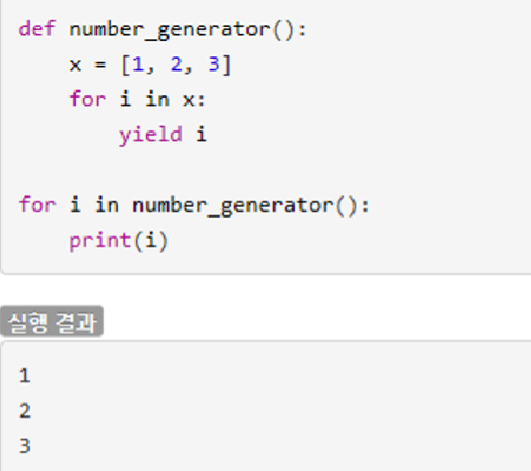 def number_generator():
    x = [1, 2, 3]
    for i in x:
        yield i
for i in number_generator():
    print(i)
실행 결과
1
2
3